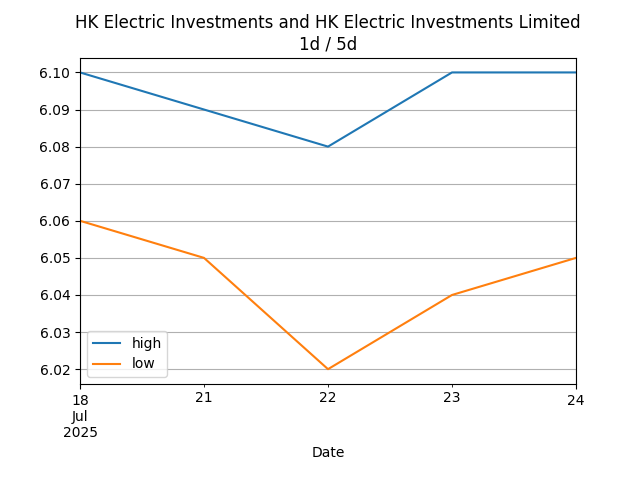 HK Electric Investments and HK Electric Investments Limited
1d / 5d
6.10
6.09
6.08
6.07
6.06
6.05
6.04
6.03
6.02
high
low
18 21 22 23 24
Jul
2025
Date